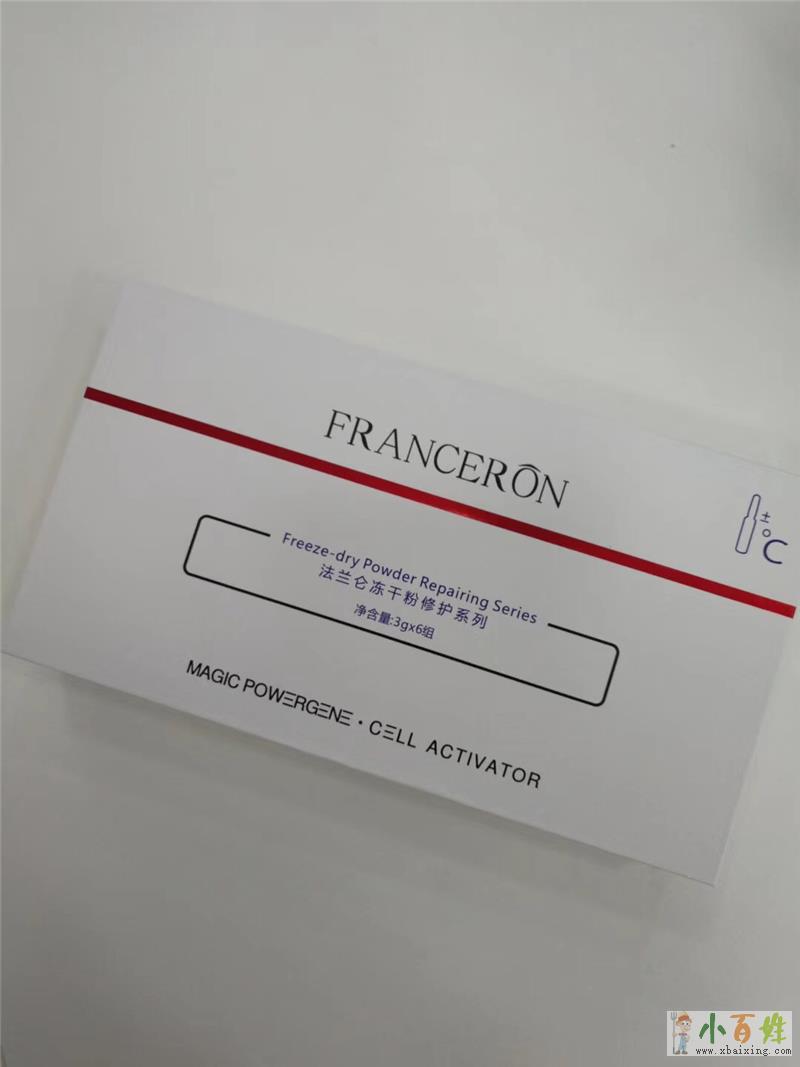 FRANCERÔN
±
°C
Freeze-dry Powder Repairing Series
法兰仑冻干粉修护系列
净含量:3gx6组
MAGIC POWERGENE · CELL ACTIVATOR
小百姓
www.xbaixing.com